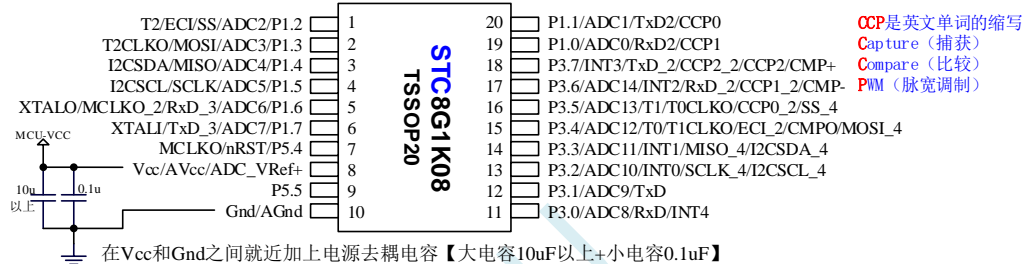 T2/ECI/SS/ADC2/P1.2 1
T2CLKO/MOSI/ADC3/P1.3 2
I2CSDA/MISO/ADC4/P1.4 3
I2CSCL/SCLK/ADC5/P1.5 4
XTALO/MCLKO_2/RxD_3/ADC6/P1.6 5
XTALI/TxD_3/ADC7/P1.7 6
MCLKO/nRST/P5.4 7
Vcc/AVcc/ADC_VRef+ 8
P5.5 9
Gnd/AGnd 10
STC8G1K08
TSSOP20
20 P1.1/ADC1/TxD2/CCP0
19 P1.0/ADC0/RxD2/CCP1
18 P3.7/INT3/TxD_2/CCP2_2/CCP2/CMP+
17 P3.6/ADC14/INT2/RxD_2/CCP1_2/CMP-
16 P3.5/ADC13/T1/T0CLKO/CCP0_2/SS_4
15 P3.4/ADC12/T0/T1CLKO/ECI_2/CMPO/MOSI_4
14 P3.3/ADC11/INT1/MISO_4/I2CSDA_4
13 P3.2/ADC10/INT0/SCLK_4/I2CSCL_4
12 P3.1/ADC9/TxD
11 P3.0/ADC8/RxD/INT4
CCP是英文单词的缩写
Capture（捕获）
Compare（比较）
PWM（脉宽调制）
MCU-VCC
10u
以上
0.1u
在Vcc和Gnd之间就近加上电源去耦电容【大电容10uF以上+小电容0.1uF】